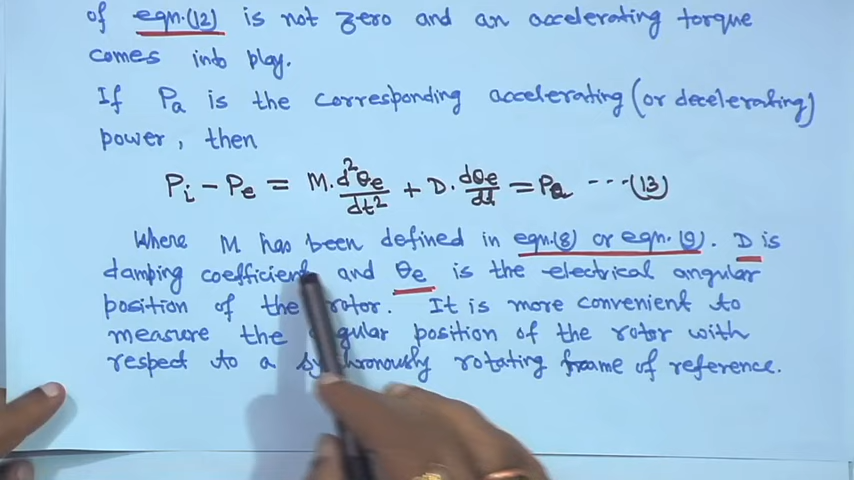 of eqn.(12) is not zero and an accelerating torque
comes into play.
If Pa is the corresponding accelerating (or decelerating)
power, then
Pi - Pe = M. d²θe/dt² + D. dθe/dt = Pa ---(13)
Where M has been defined in eqn.(8) or eqn.(9). D is
damping coefficient and θe is the electrical angular
position of the rotor. It is more convenient to
measure the angular position of the rotor with
respect to a synchronously rotating frame of reference.